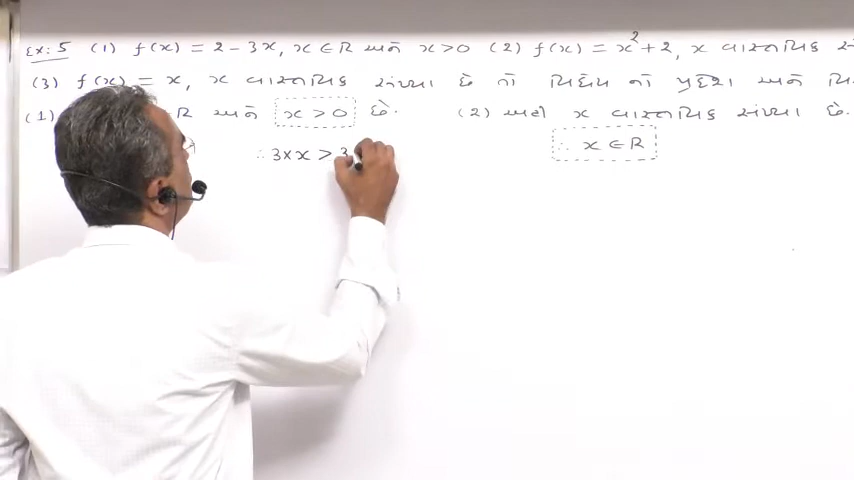 Ex: 5 (1) f(x) = 2 - 3x, x ∈ R અને x > 0 (2) f(x) = x² + 2, x વાસ્તવિક
(3) f(x) = x, x વાસ્તવિક સંખ્યા છે તો વિધેય નો પ્રદેશ અને
(1) R અને x > 0 છે. (2) અહીં x વાસ્તવિક સંખ્યા છે.
∴ 3 × x > 3 ∴ x ∈ R